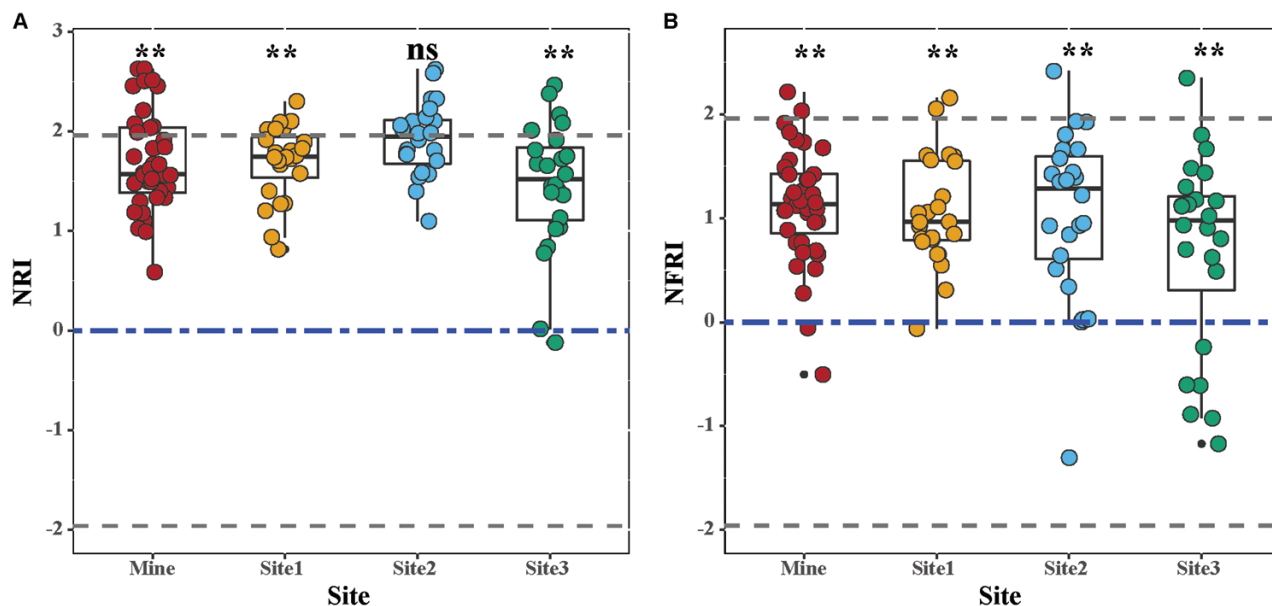 A
3
** ** ns **
2
1
0
-1
-2
NRI
Mine Site1 Site2 Site3
Site
B
** ** ** **
2
1
0
-1
-2
NFRI
Mine Site1 Site2 Site3
Site